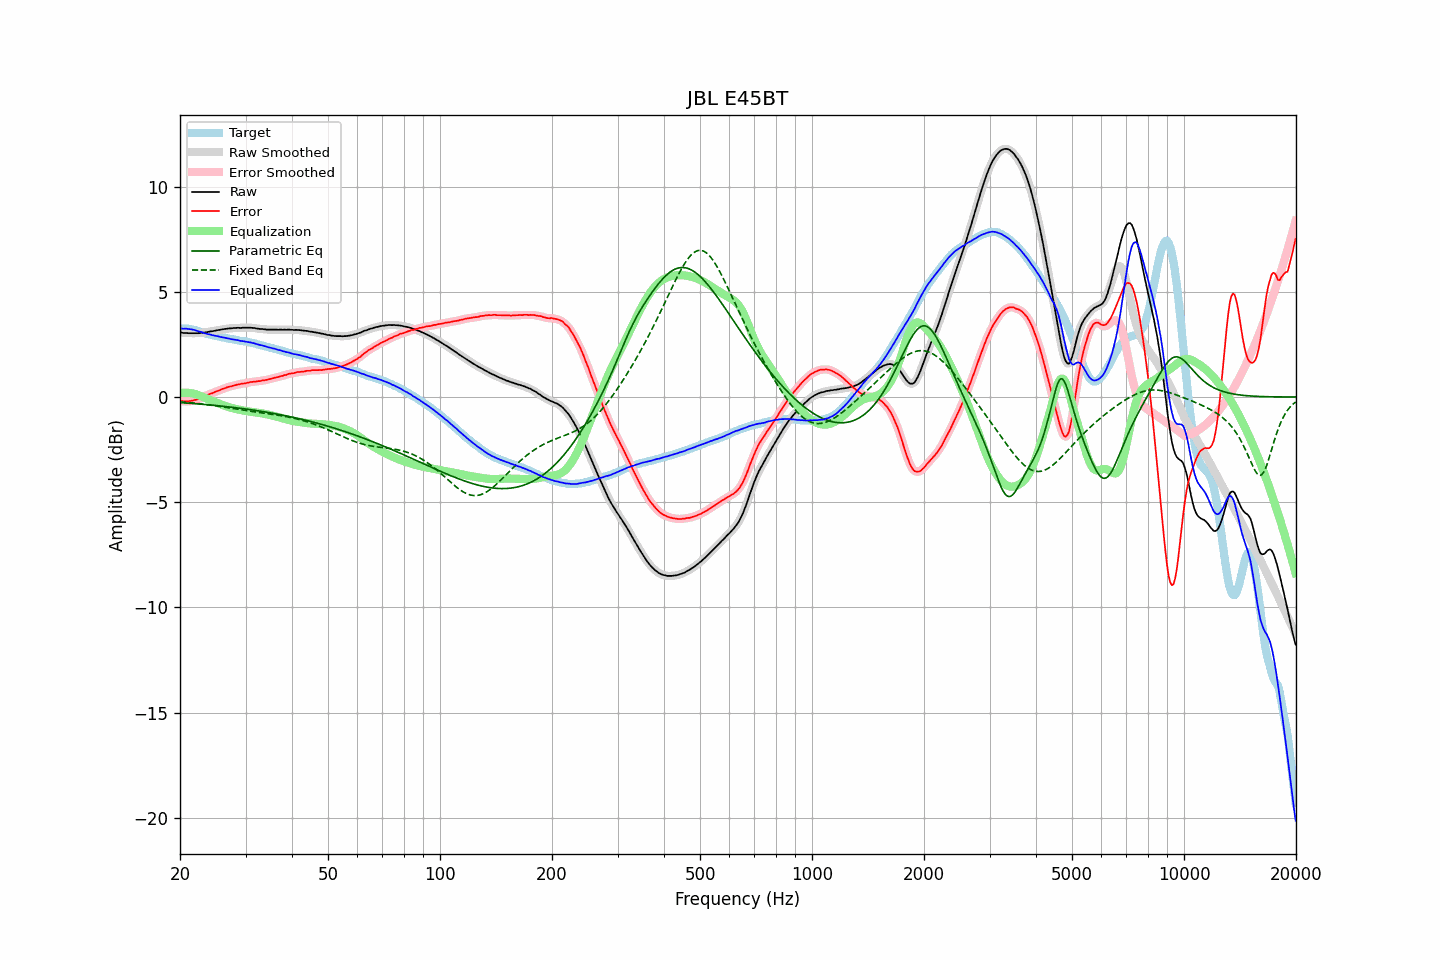 JBL E45BT
Target
Raw Smoothed
Error Smoothed
Raw
Error
Equalization
Parametric Eq
Fixed Band Eq
Equalized
10
5
0
−5
−10
−15
−20
Amplitude (dBr)
20 50 100 200 500 1000 2000 5000 10000 20000
Frequency (Hz)